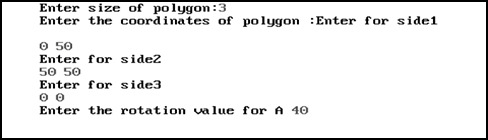 Enter size of polygon:3
Enter the coordinates of polygon :Enter for side1
0 50
Enter for side2
50 50
Enter for side3
0 0
Enter the rotation value for A 40